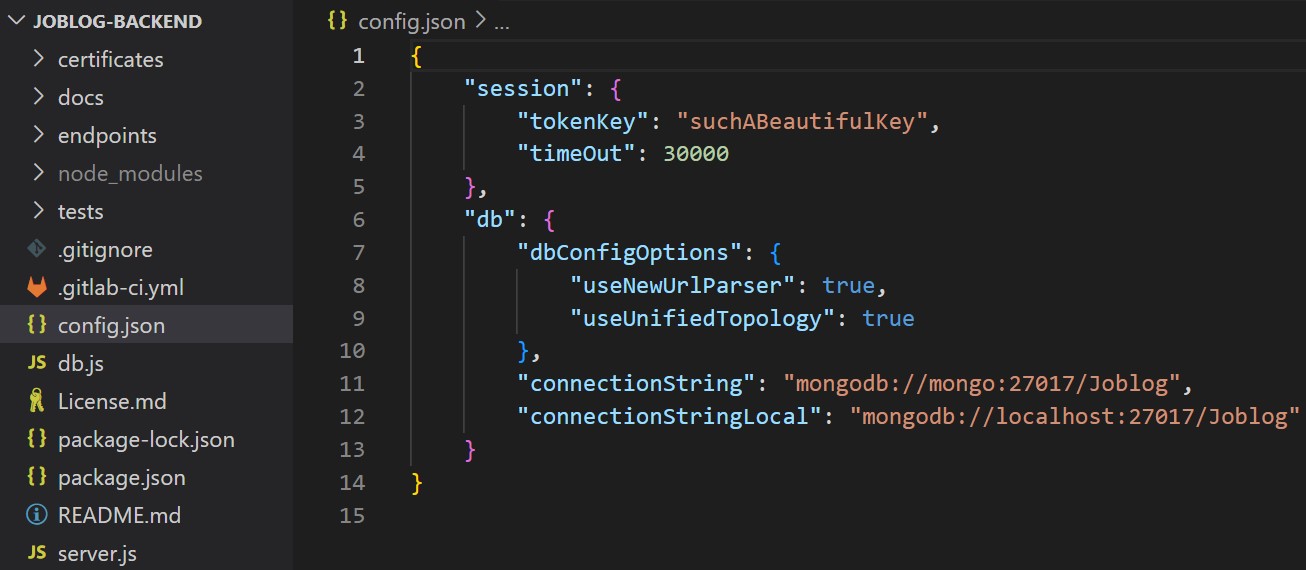 JOBLOG-BACKEND
certificates
docs
endpoints
node_modules
tests
.gitignore
.gitlab-ci.yml
config.json
db.js
License.md
package-lock.json
package.json
README.md
server.js
config.json > ...
1 {
2 "session": {
3 "tokenKey": "suchABeautifulKey",
4 "timeOut": 30000
5 },
6 "db": {
7 "dbConfigOptions": {
8 "useNewUrlParser": true,
9 "useUnifiedTopology": true
10 },
11 "connectionString": "mongodb://mongo:27017/Joblog",
12 "connectionStringLocal": "mongodb://localhost:27017/Joblog"
13 }
14 }
15